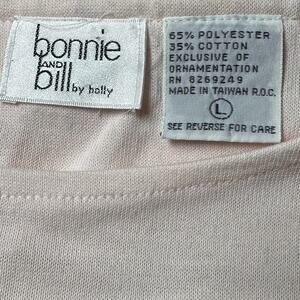 bonnie
AND
bill
by holly
65% POLYESTER
35% COTTON
EXCLUSIVE OF
ORNAMENTATION
RN 8269249
MADE IN TAIWAN R.O.C.
L
SEE REVERSE FOR CARE